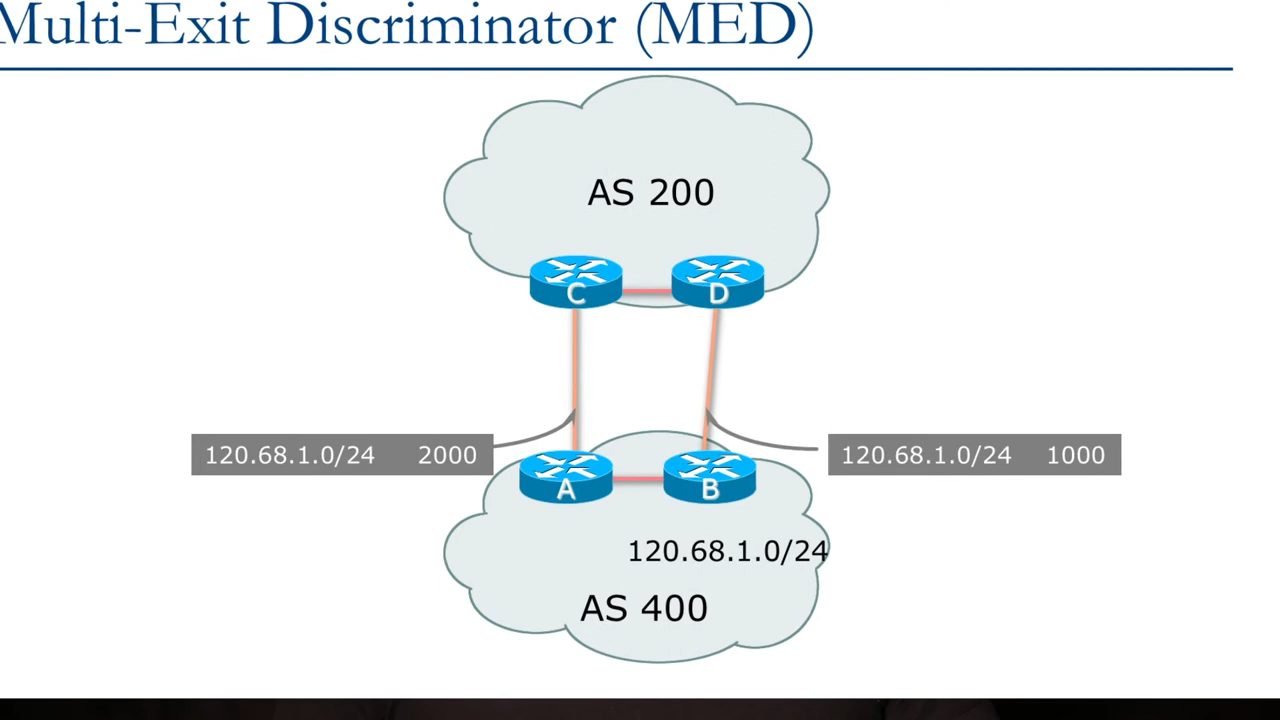 Multi-Exit Discriminator (MED)
AS 200
C
D
120.68.1.0/24 2000
120.68.1.0/24 1000
A
B
120.68.1.0/24
AS 400